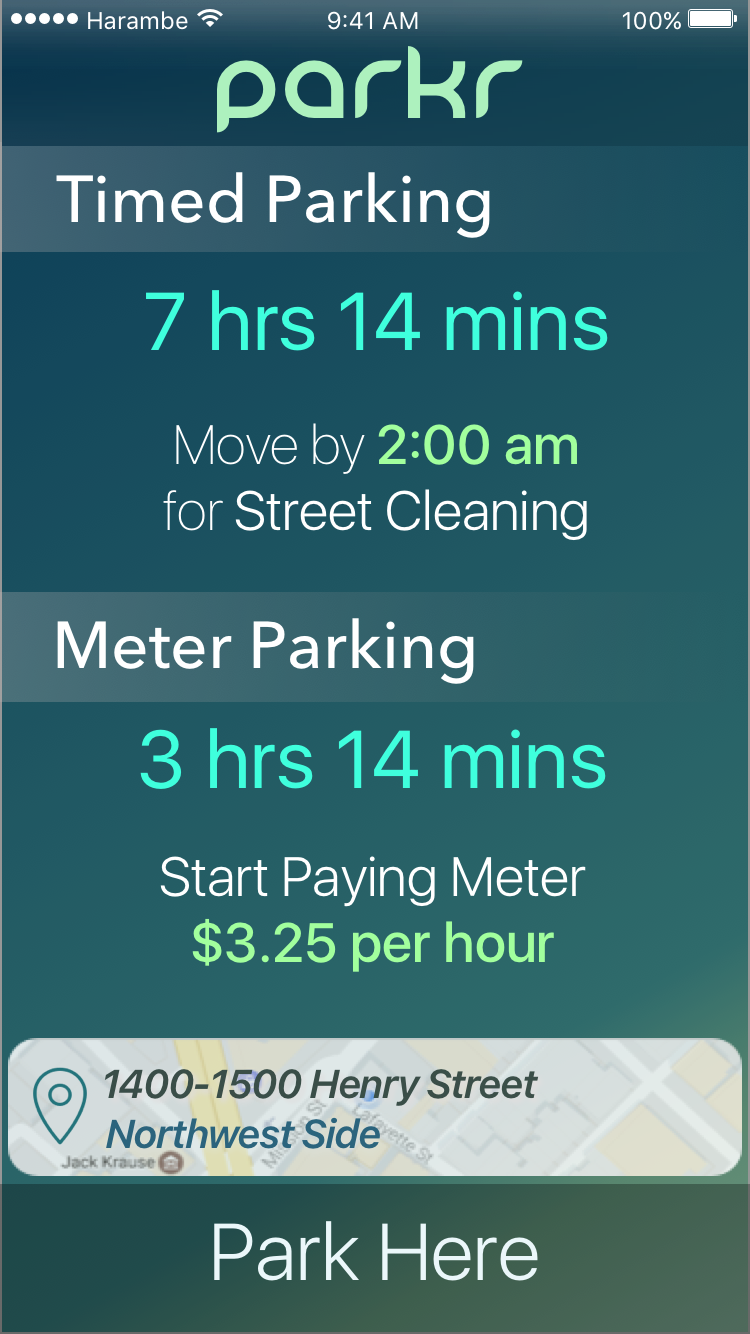 Harambe 9:41 AM 100%
parkr
Timed Parking
7 hrs 14 mins
Move by 2:00 am
for Street Cleaning
Meter Parking
3 hrs 14 mins
Start Paying Meter
$3.25 per hour
1400-1500 Henry Street
Northwest Side
Lafayette St
Jack Krause
Park Here